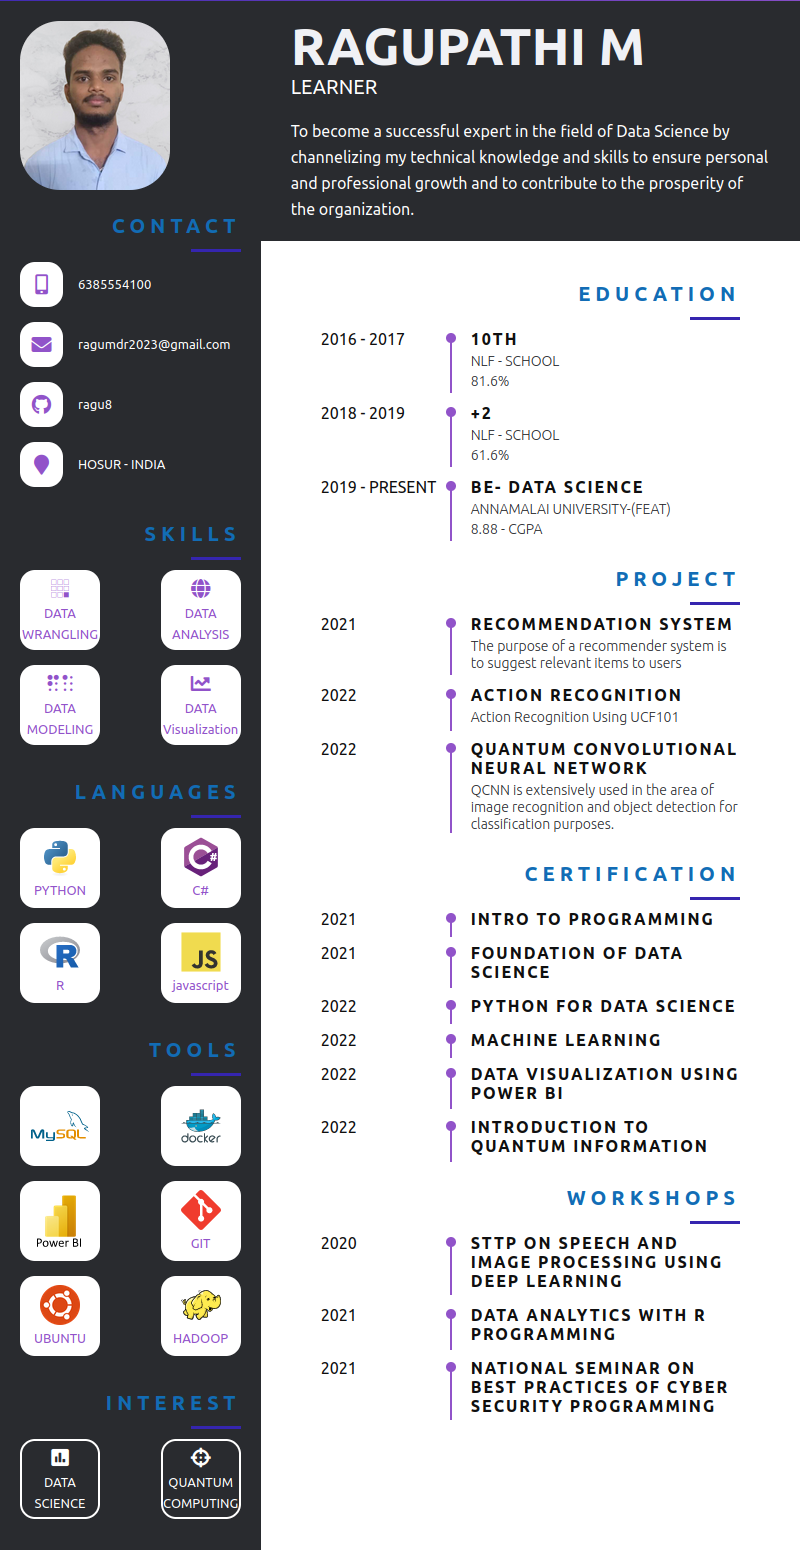 RAGUPATHI M
LEARNER
To become a successful expert in the field of Data Science by
channelizing my technical knowledge and skills to ensure personal
and professional growth and to contribute to the prosperity of
the organization.
CONTACT
6385554100
ragumdr2023@gmail.com
ragu8
HOSUR - INDIA
SKILLS
DATA
WRANGLING
DATA
ANALYSIS
DATA
MODELING
DATA
Visualization
LANGUAGES
PYTHON
C#
C#
R
R
JS
javascript
TOOLS
MySQL
docker
Power BI
GIT
UBUNTU
HADOOP
INTEREST
DATA
SCIENCE
QUANTUM
COMPUTING
EDUCATION
2016 - 2017
10TH
NLF - SCHOOL
81.6%
2018 - 2019
+2
NLF - SCHOOL
61.6%
2019 - PRESENT
BE- DATA SCIENCE
ANNAMALAI UNIVERSITY-(FEAT)
8.88 - CGPA
PROJECT
2021
RECOMMENDATION SYSTEM
The purpose of a recommender system is
to suggest relevant items to users
2022
ACTION RECOGNITION
Action Recognition Using UCF101
2022
QUANTUM CONVOLUTIONAL
NEURAL NETWORK
QCNN is extensively used in the area of
image recognition and object detection for
classification purposes.
CERTIFICATION
2021
INTRO TO PROGRAMMING
2021
FOUNDATION OF DATA
SCIENCE
2022
PYTHON FOR DATA SCIENCE
2022
MACHINE LEARNING
2022
DATA VISUALIZATION USING
POWER BI
2022
INTRODUCTION TO
QUANTUM INFORMATION
WORKSHOPS
2020
STTP ON SPEECH AND
IMAGE PROCESSING USING
DEEP LEARNING
2021
DATA ANALYTICS WITH R
PROGRAMMING
2021
NATIONAL SEMINAR ON
BEST PRACTICES OF CYBER
SECURITY PROGRAMMING